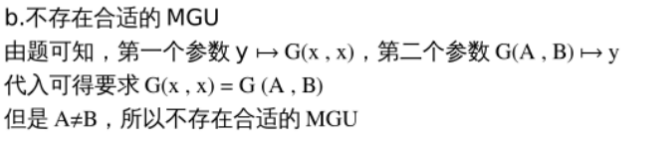 b.不存在合适的 MGU
由题可知，第一个参数 y ↦ G(x , x)，第二个参数 G(A , B) ↦ y
代入可得要求 G(x , x) = G (A , B)
但是 A≠B，所以不存在合适的 MGU